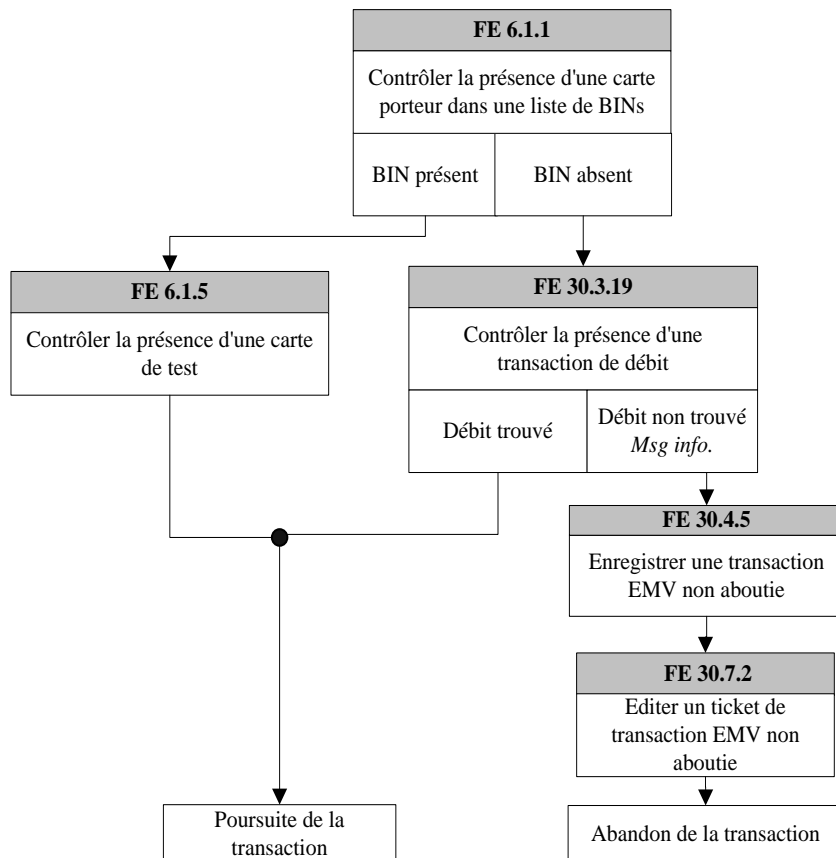 FE 6.1.1
Contrôler la présence d'une carte
porteur dans une liste de BINs
BIN présent
BIN absent
FE 6.1.5
Contrôler la présence d'une carte
de test
FE 30.3.19
Contrôler la présence d'une
transaction de débit
Débit trouvé
Débit non trouvé
Msg info.
FE 30.4.5
Enregistrer une transaction
EMV non aboutie
FE 30.7.2
Editer un ticket de
transaction EMV non
aboutie
Poursuite de la
transaction
Abandon de la transaction